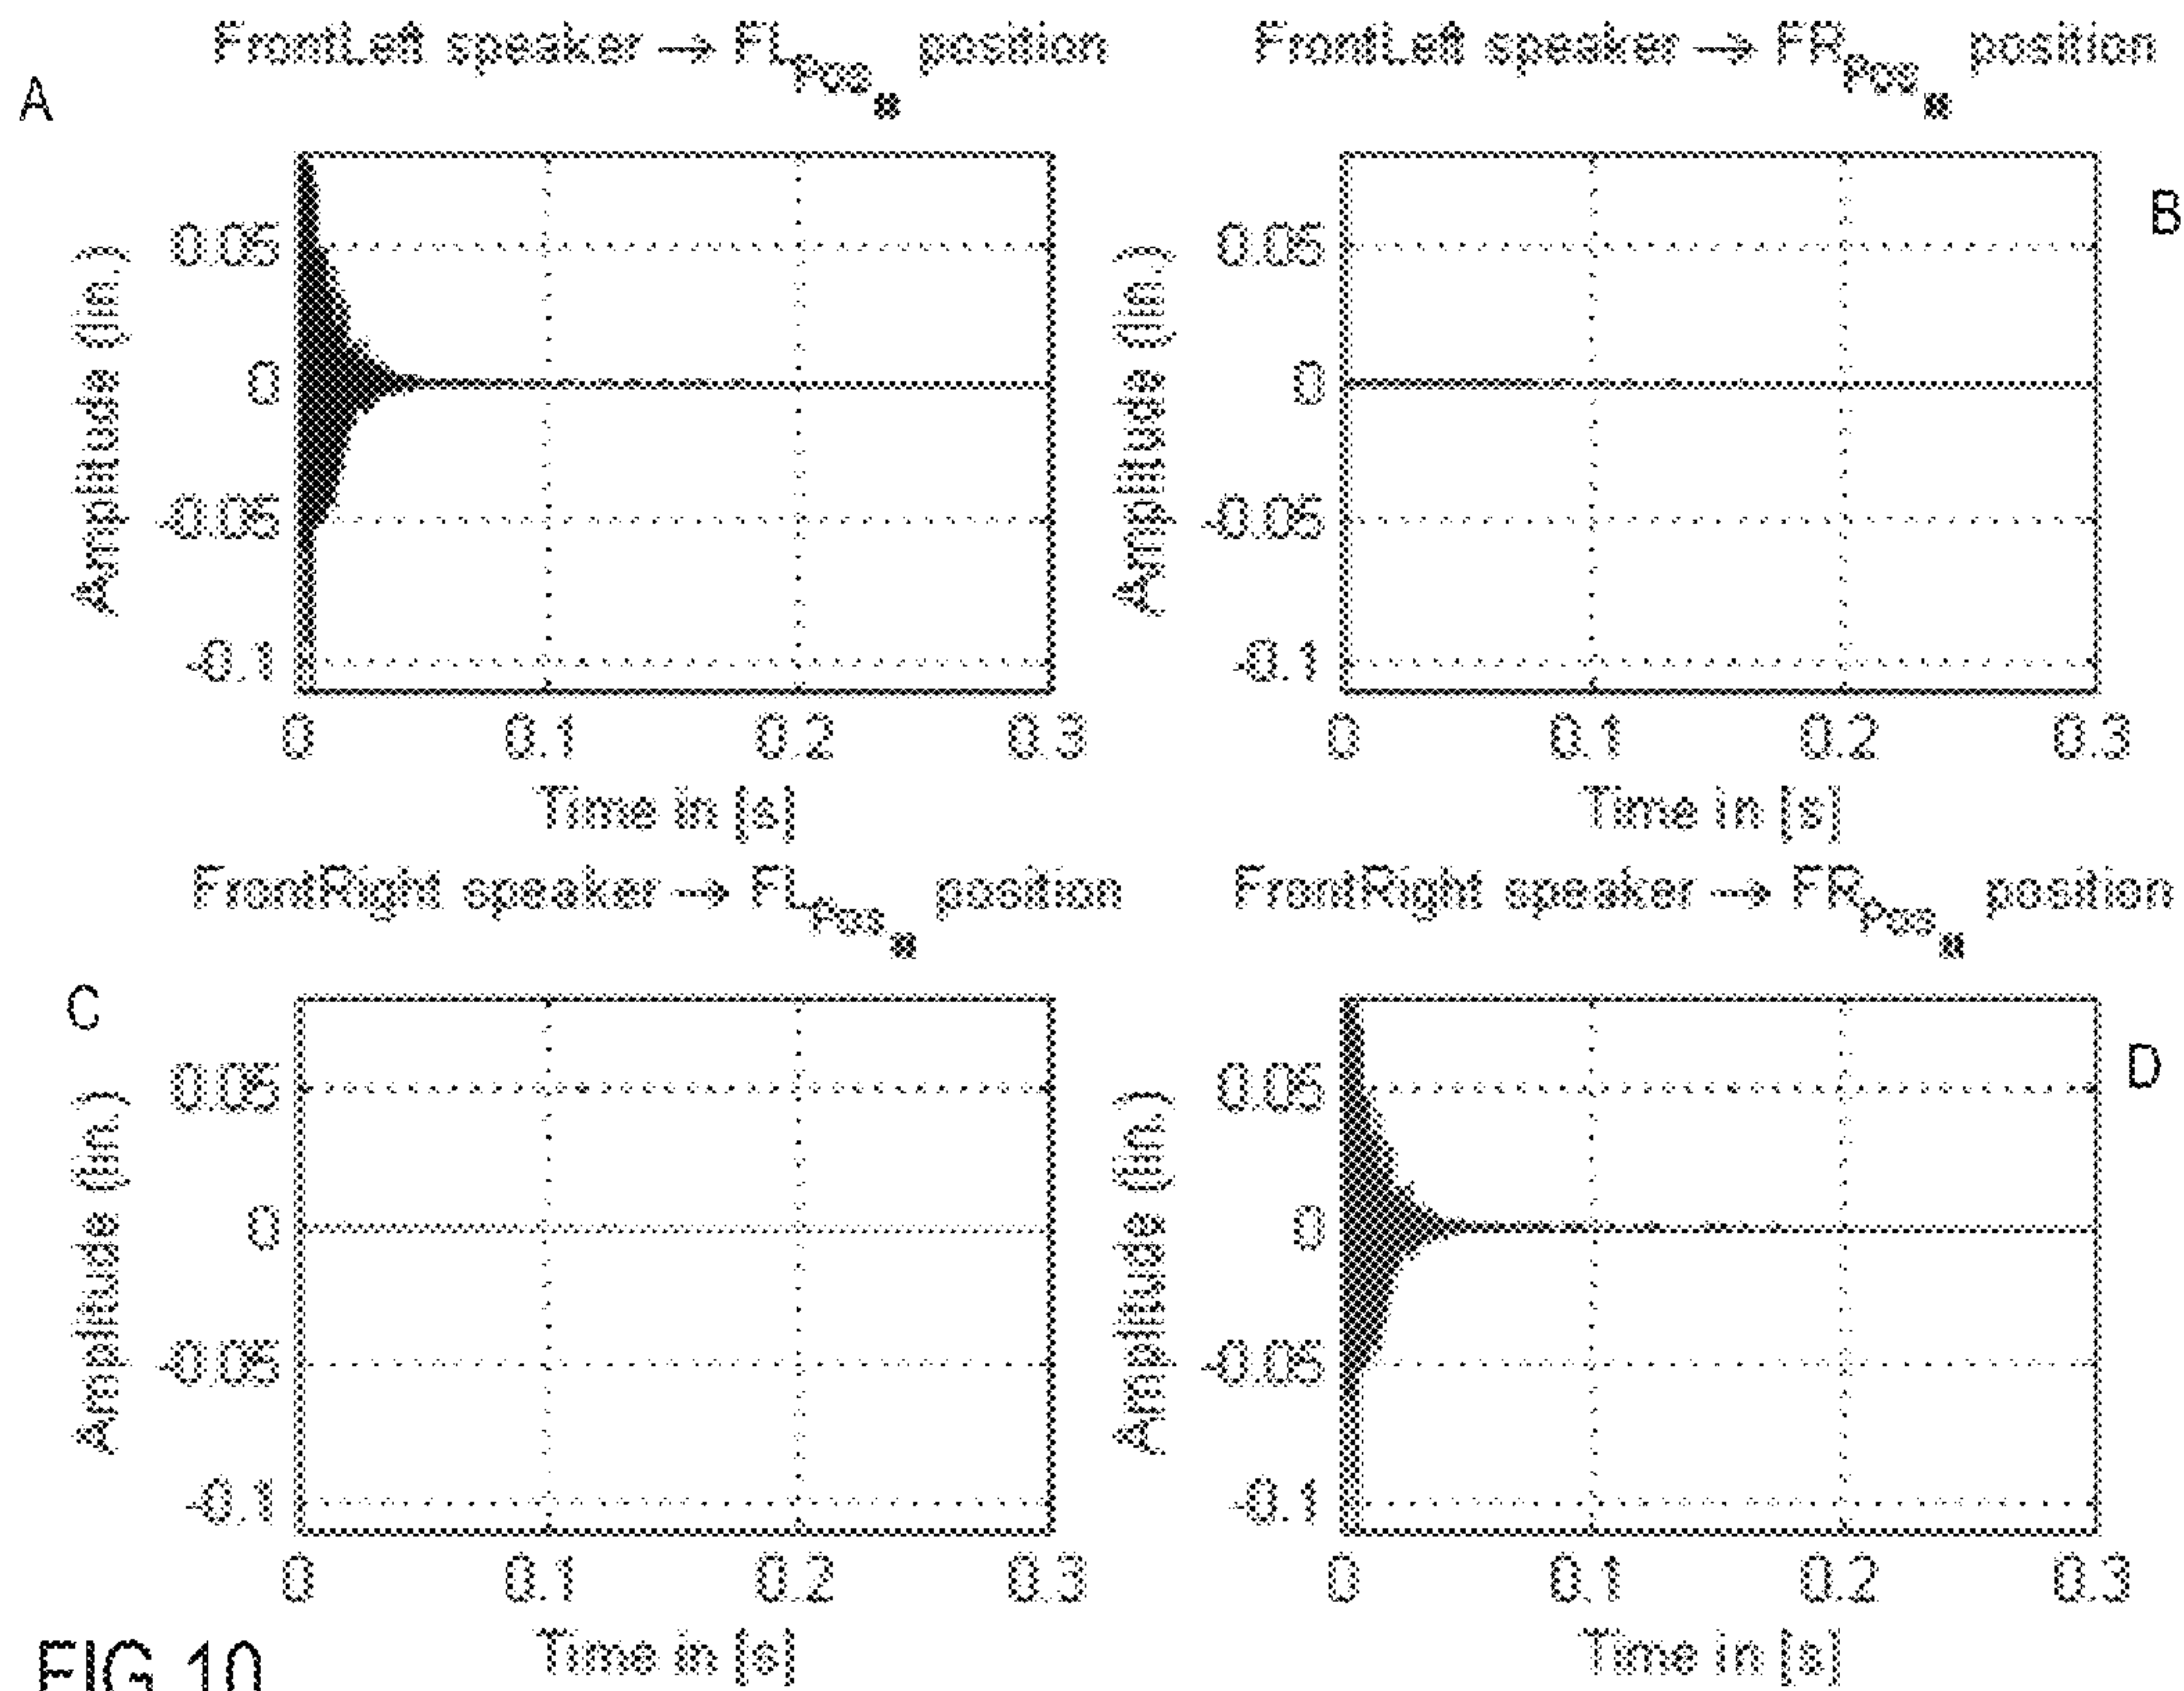 FrontLeft speaker → FLPos position
FrontLeft speaker → FRPos position
A
B
0.05
0
-0.05
-0.1
Amplitude (lin.)
0 0.1 0.2 0.3
Time in [s]
0.05
0
-0.05
-0.1
Amplitude (lin.)
0 0.1 0.2 0.3
Time in [s]
FrontRight speaker → FLPos position
FrontRight speaker → FRPos position
C
D
0.05
0
-0.05
-0.1
Amplitude (lin.)
0 0.1 0.2 0.3
Time in [s]
0.05
0
-0.05
-0.1
Amplitude (lin.)
0 0.1 0.2 0.3
Time in [s]
FIG 10